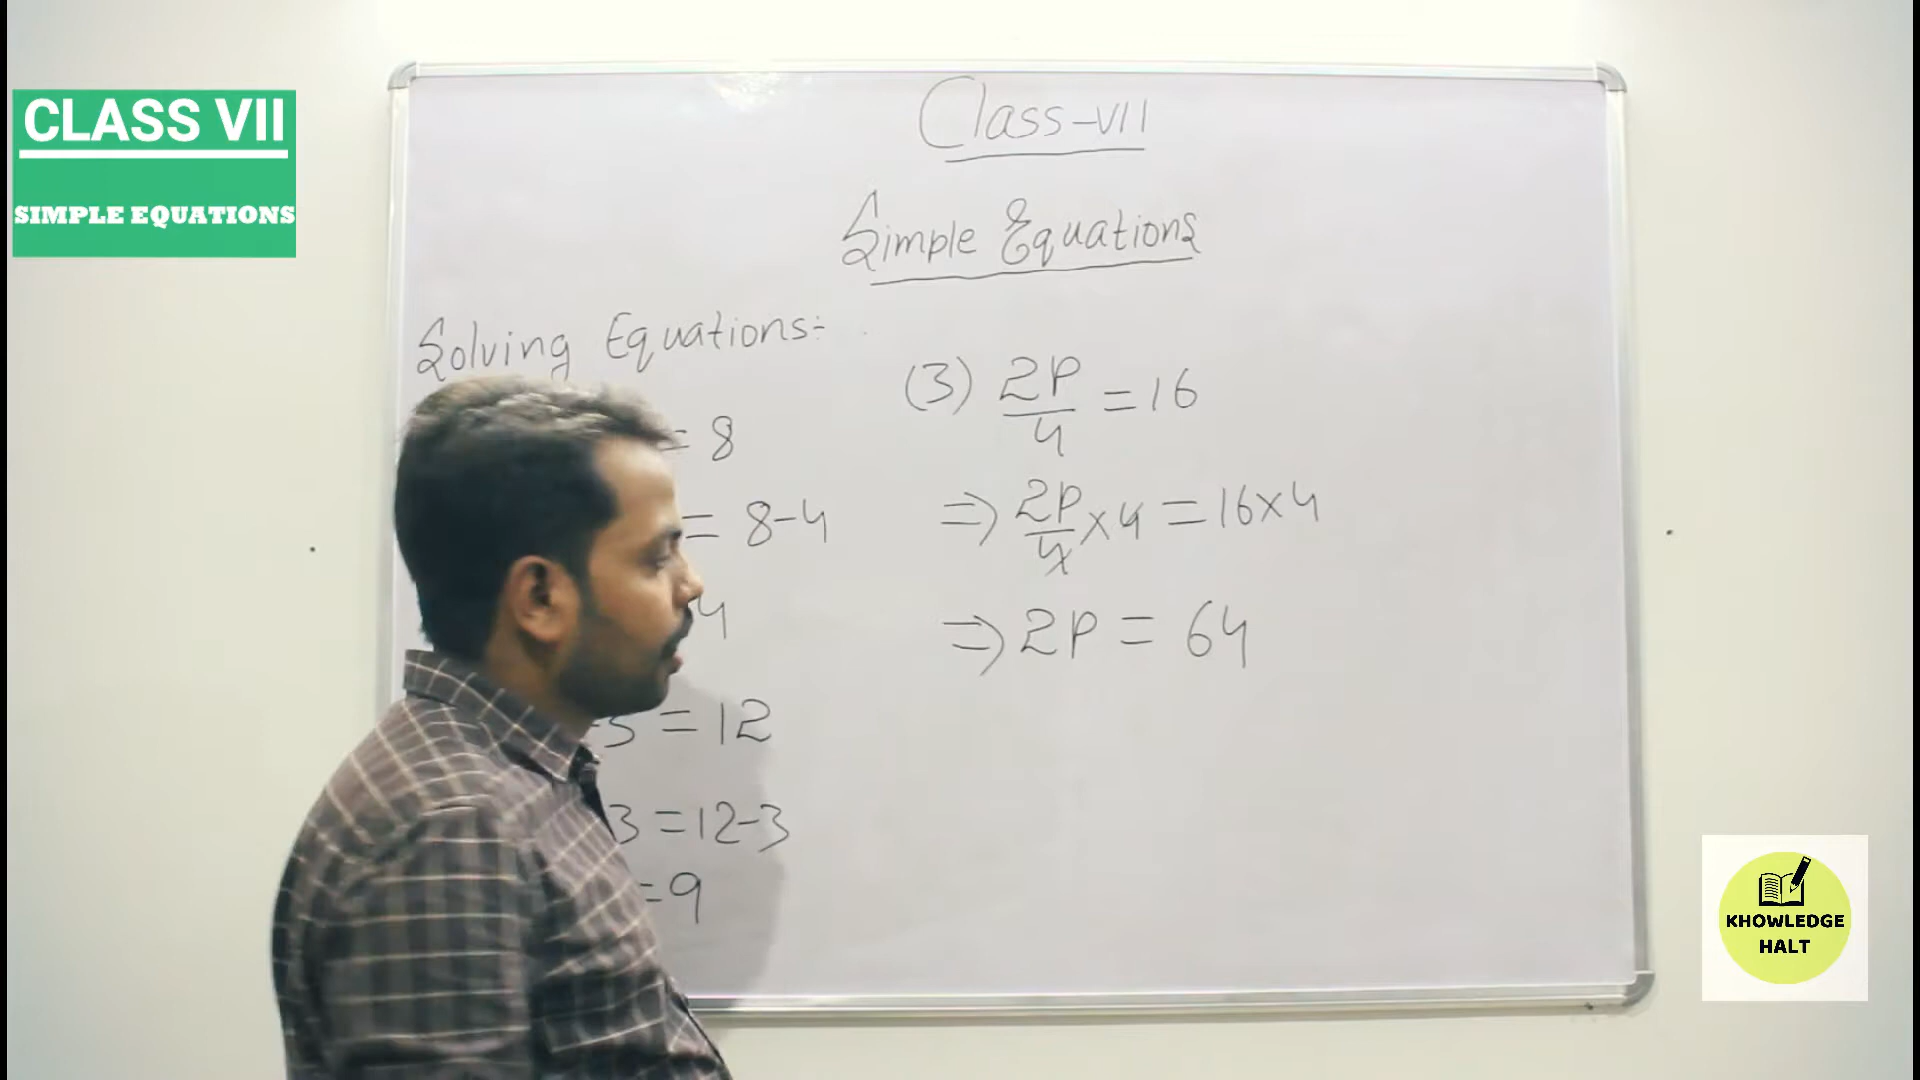 CLASS VII
SIMPLE EQUATIONS
Class-VII
Simple Equations
Solving Equations:-
= 8
= 8-4
4
-3 = 12
3 = 12-3
= 9
(3) 2P/4 = 16
⇒ 2P/4 × 4 = 16×4
⇒ 2P = 64
KHOWLEDGE
HALT